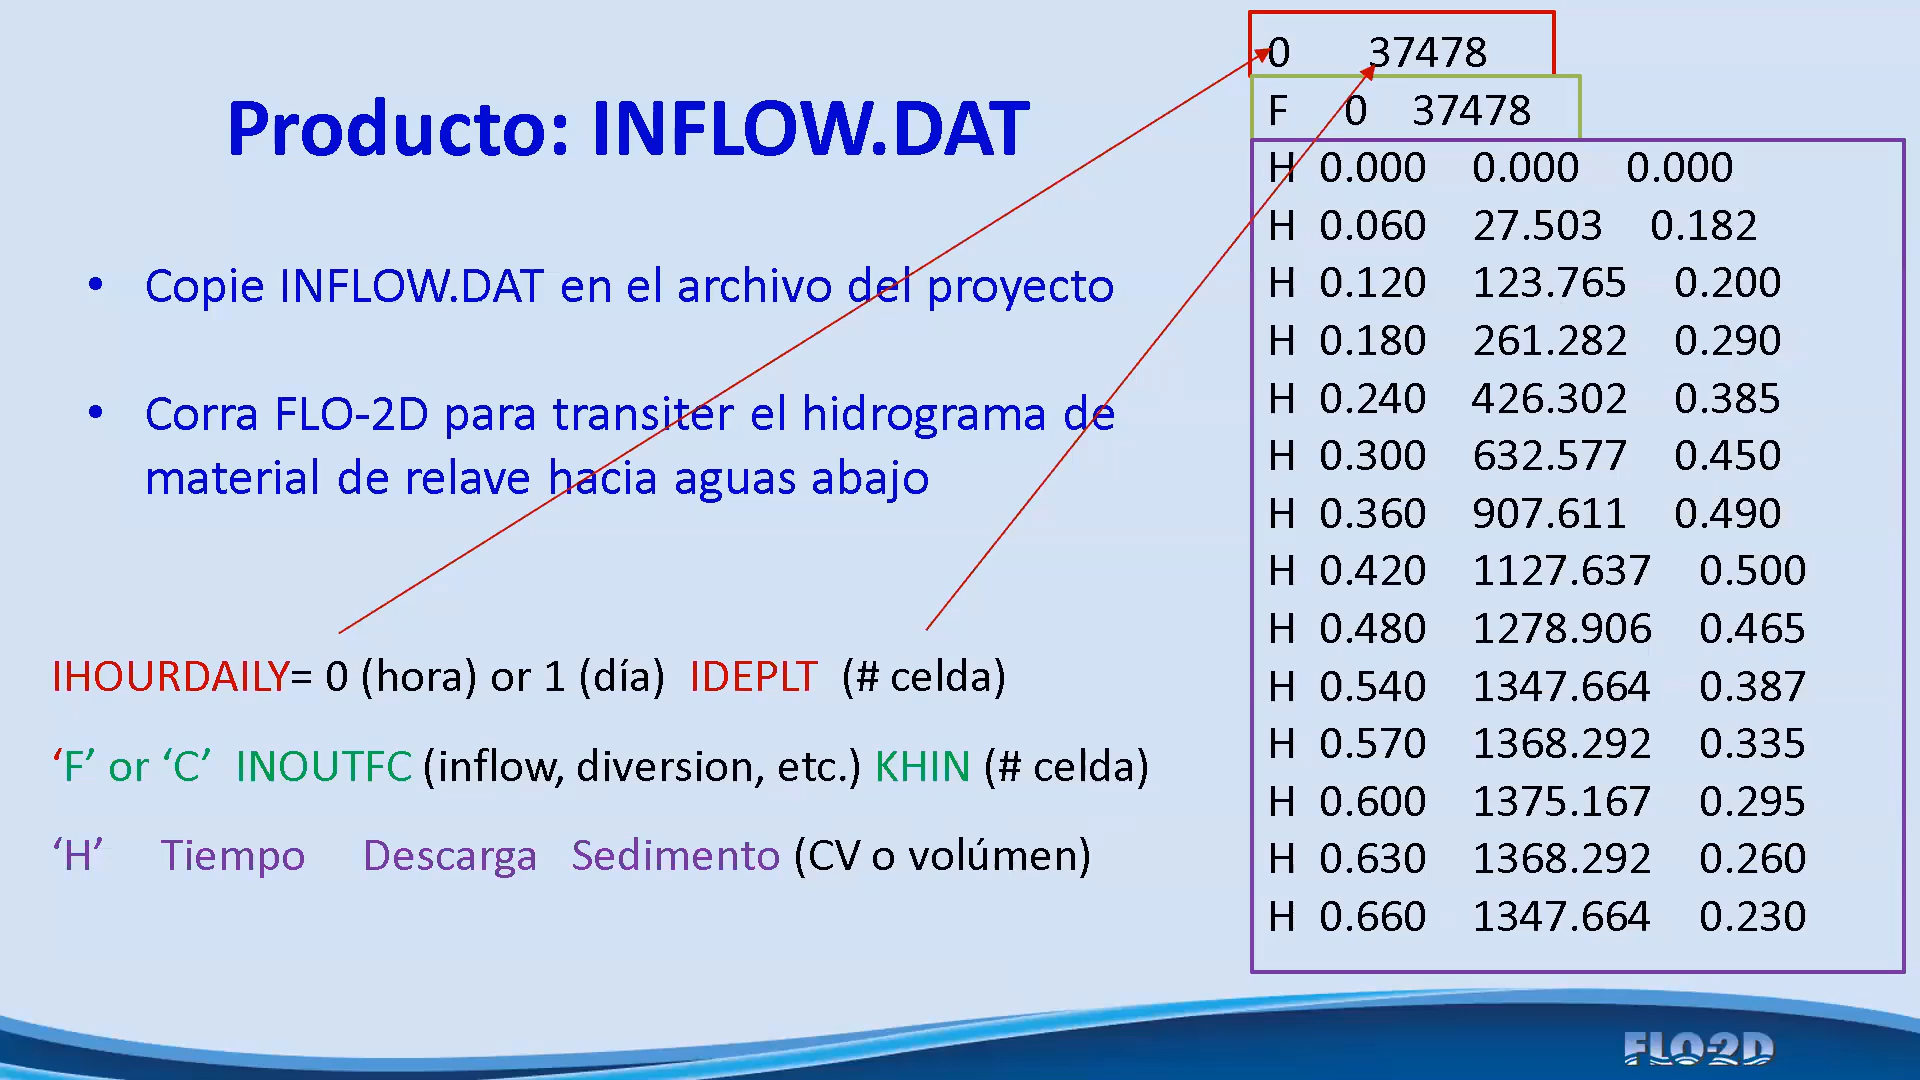 Producto: INFLOW.DAT
• Copie INFLOW.DAT en el archivo del proyecto
• Corra FLO-2D para transiter el hidrograma de
material de relave hacia aguas abajo
IHOURDAILY= 0 (hora) or 1 (día) IDEPLT (# celda)
‘F’ or ‘C’ INOUTFC (inflow, diversion, etc.) KHIN (# celda)
‘H’ Tiempo Descarga Sedimento (CV o volúmen)
0 37478
F 0 37478
H 0.000 0.000 0.000
H 0.060 27.503 0.182
H 0.120 123.765 0.200
H 0.180 261.282 0.290
H 0.240 426.302 0.385
H 0.300 632.577 0.450
H 0.360 907.611 0.490
H 0.420 1127.637 0.500
H 0.480 1278.906 0.465
H 0.540 1347.664 0.387
H 0.570 1368.292 0.335
H 0.600 1375.167 0.295
H 0.630 1368.292 0.260
H 0.660 1347.664 0.230
FLO-2D